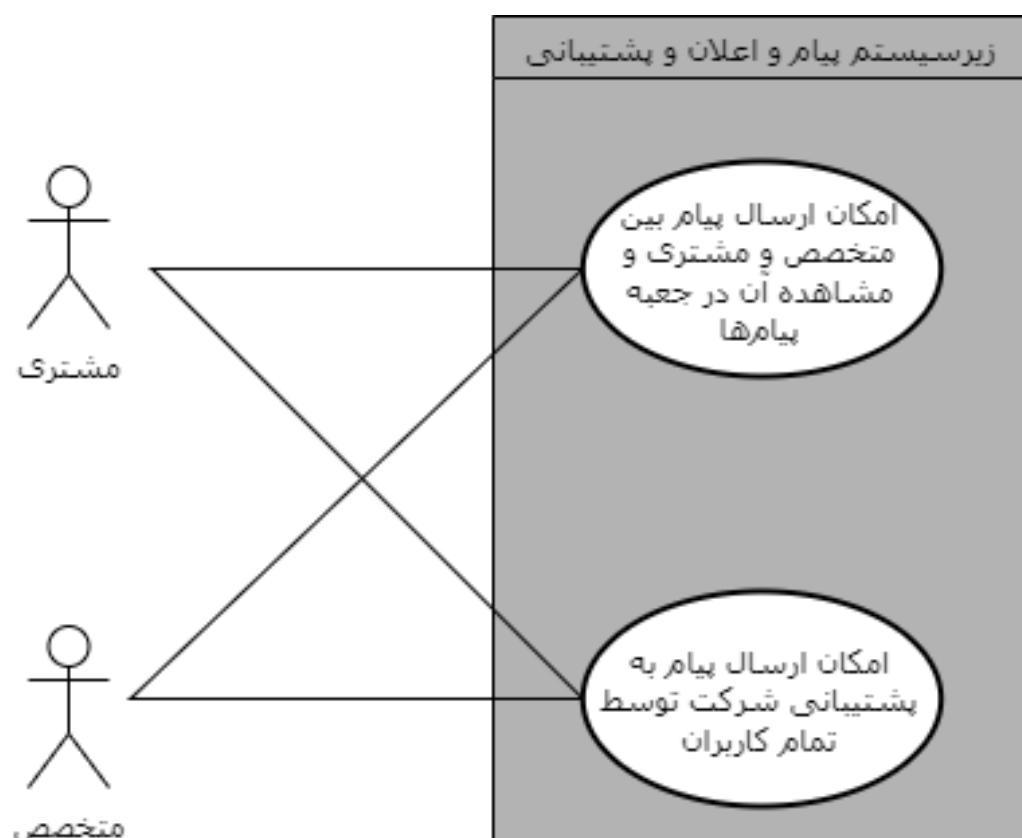 زیرسیستم پیام و اعلان و پشتیبانی
امکان ارسال پیام بین
متخصص و مشتری و
مشاهده آن در جعبه
پیام‌ها
مشتری
امکان ارسال پیام به
پشتیبانی شرکت توسط
تمام کاربران
متخصص